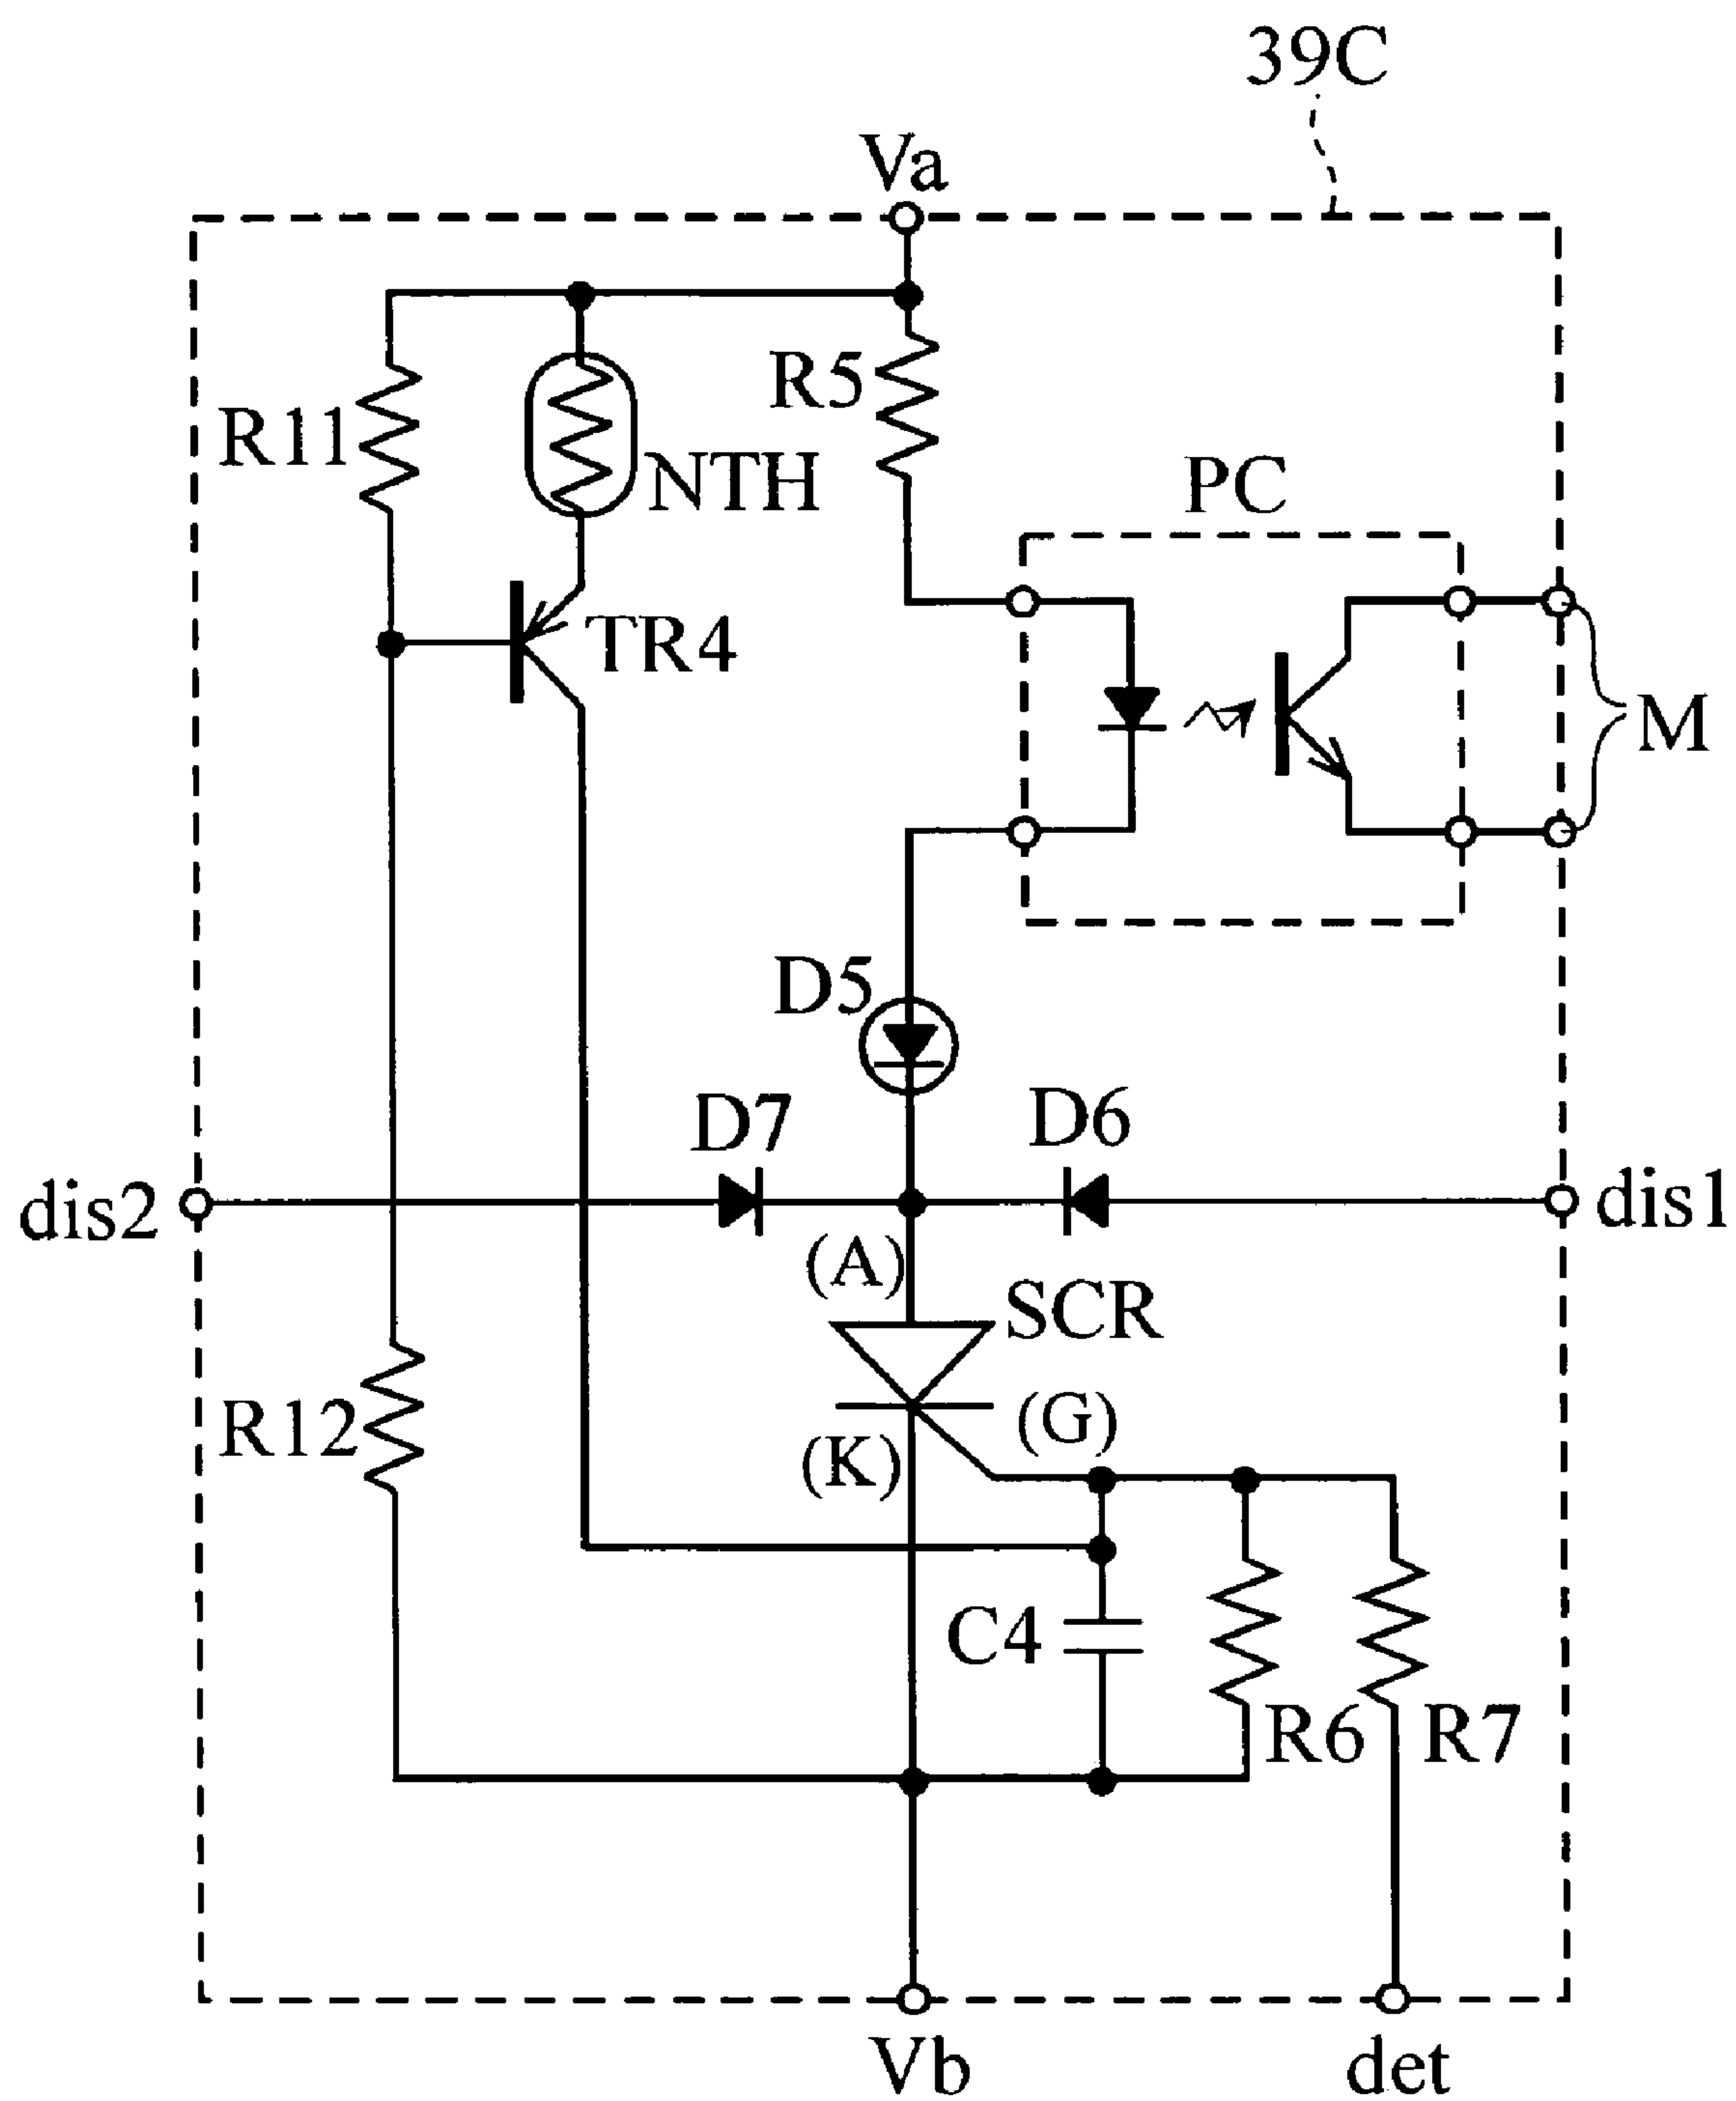 39C
Va
R11
NTH
R5
PC
TR4
M
D5
D7
D6
dis2
dis1
(A)
SCR
R12
(K)
(G)
C4
R6
R7
Vb
det